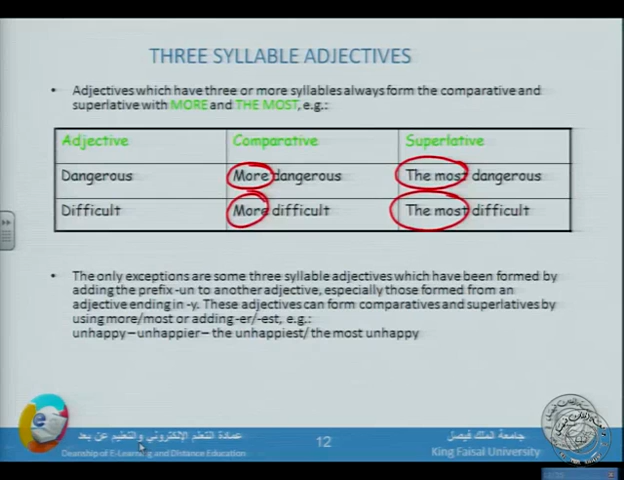 THREE SYLLABLE ADJECTIVES
• Adjectives which have three or more syllables always form the comparative and
superlative with MORE and THE MOST, e.g.:
Adjective Comparative Superlative
Dangerous More dangerous The most dangerous
Difficult More difficult The most difficult
• The only exceptions are some three syllable adjectives which have been formed by
adding the prefix -un to another adjective, especially those formed from an
adjective ending in -y. These adjectives can form comparatives and superlatives by
using more/most or adding -er/-est, e.g.:
unhappy – unhappier – the unhappiest/ the most unhappy
عمادة التعلم الإلكتروني والتعليم عن بعد
Deanship of E-Learning and Distance Education
12
جامعة الملك فيصل
King Faisal University